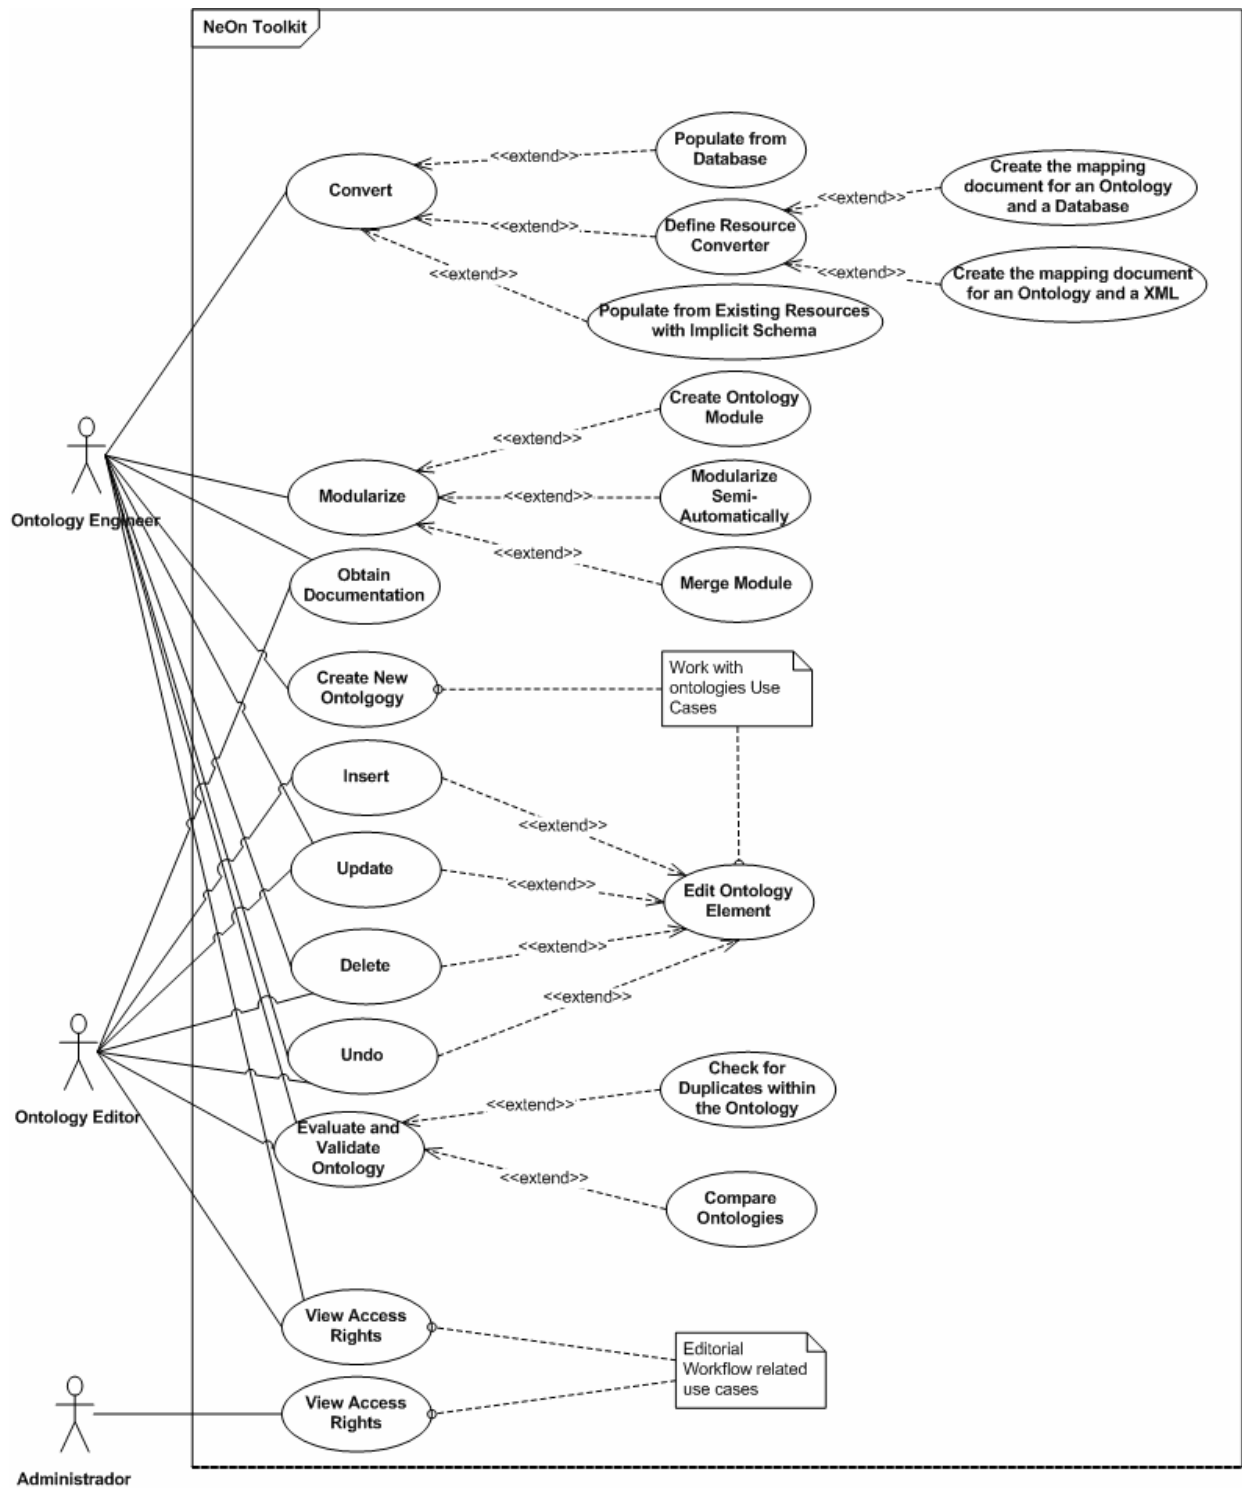 NeOn Toolkit
Populate from
Database
<<extend>>
Convert
Create the mapping
document for an Ontology
and a Database
<<extend>>
Define Resource
Converter
<<extend>>
<<extend>>
Create the mapping document
for an Ontology and a XML
<<extend>>
Populate from Existing Resources
with Implicit Schema
Create Ontology
Module
<<extend>>
Ontology Engineer
Modularize
<<extend>>
Modularize
Semi-
Automatically
<<extend>>
Merge Module
Obtain
Documentation
Create New
Ontolgogy
Work with
ontologies Use
Cases
Insert
<<extend>>
Update
<<extend>>
Edit Ontology
Element
Delete
<<extend>>
<<extend>>
Undo
Ontology Editor
Check for
Duplicates within
the Ontology
<<extend>>
Evaluate and
Validate
Ontology
<<extend>>
Compare
Ontologies
View Access
Rights
Editorial
Workflow related
use cases
View Access
Rights
Administrador